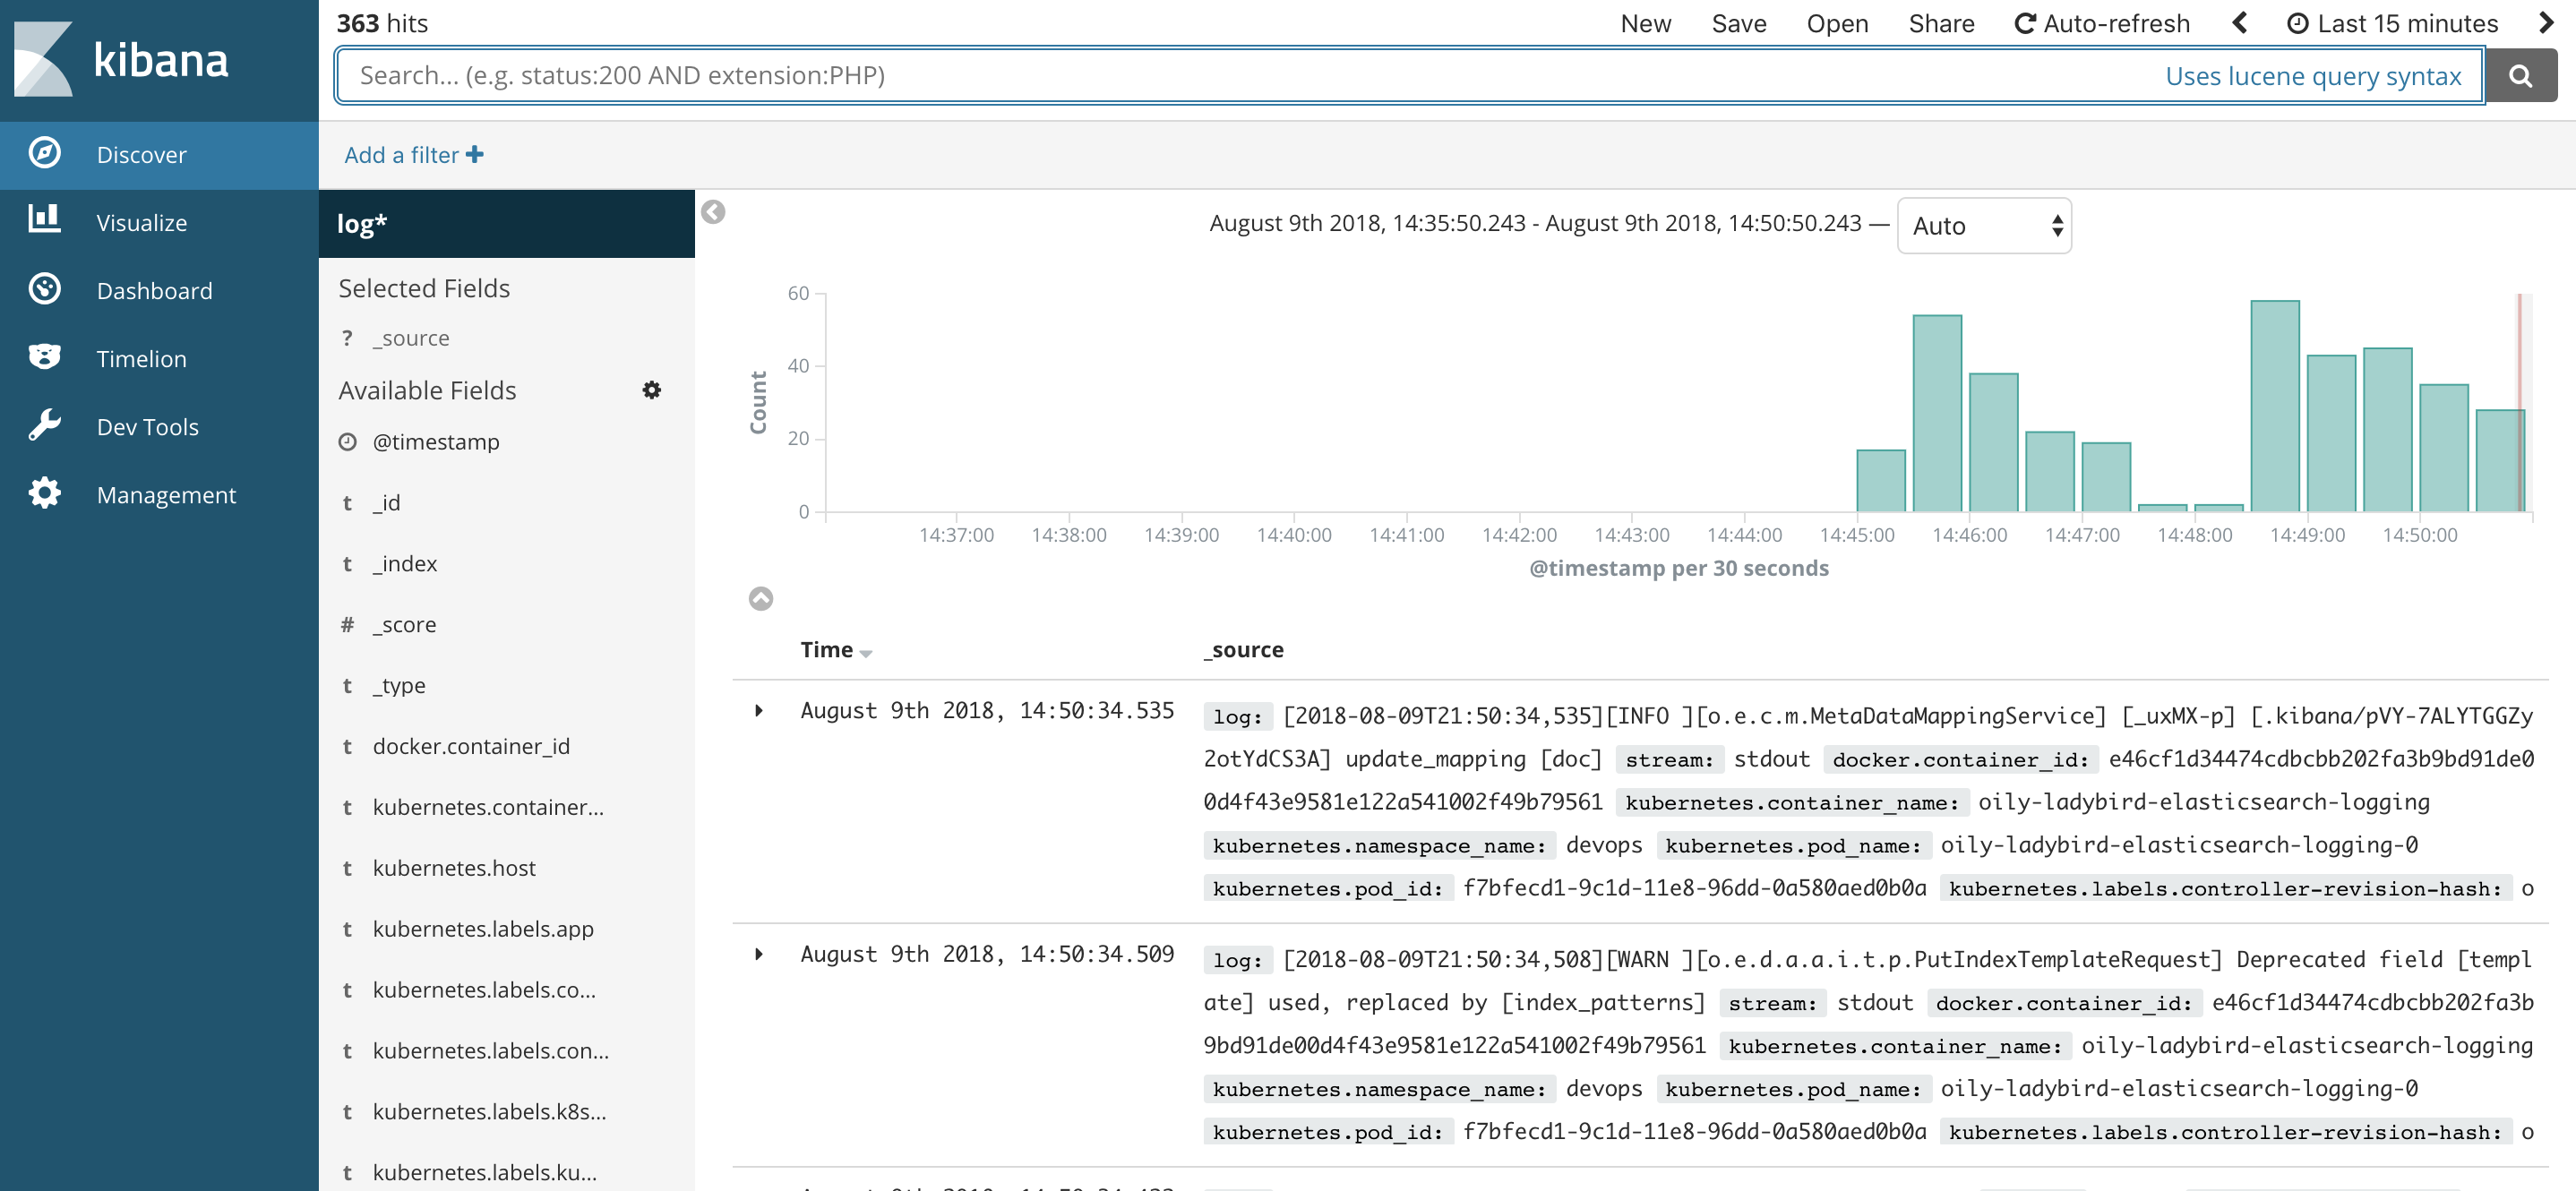 kibana
Discover
Visualize
Dashboard
Timelion
Dev Tools
Management
363 hits
New Save Open Share Auto-refresh Last 15 minutes
Search... (e.g. status:200 AND extension:PHP) Uses lucene query syntax
Add a filter
log*
Selected Fields
? _source
Available Fields
@timestamp
t _id
t _index
# _score
t _type
t docker.container_id
t kubernetes.container...
t kubernetes.host
t kubernetes.labels.app
t kubernetes.labels.co...
t kubernetes.labels.con...
t kubernetes.labels.k8s...
t kubernetes.labels.ku...
August 9th 2018, 14:35:50.243 - August 9th 2018, 14:50:50.243 — Auto
Count
60
40
20
0
14:37:00 14:38:00 14:39:00 14:40:00 14:41:00 14:42:00 14:43:00 14:44:00 14:45:00 14:46:00 14:47:00 14:48:00 14:49:00 14:50:00
@timestamp per 30 seconds
Time _source
August 9th 2018, 14:50:34.535 log: [2018-08-09T21:50:34,535][INFO ][o.e.c.m.MetaDataMappingService] [_uxMX-p] [.kibana/pVY-7ALYTGGZy
2otYdCS3A] update_mapping [doc] stream: stdout docker.container_id: e46cf1d34474cdbcbb202fa3b9bd91de0
0d4f43e9581e122a541002f49b79561 kubernetes.container_name: oily-ladybird-elasticsearch-logging
kubernetes.namespace_name: devops kubernetes.pod_name: oily-ladybird-elasticsearch-logging-0
kubernetes.pod_id: f7bfecd1-9c1d-11e8-96dd-0a580aed0b0a kubernetes.labels.controller-revision-hash: o
August 9th 2018, 14:50:34.509 log: [2018-08-09T21:50:34,508][WARN ][o.e.d.a.a.i.t.p.PutIndexTemplateRequest] Deprecated field [templ
ate] used, replaced by [index_patterns] stream: stdout docker.container_id: e46cf1d34474cdbcbb202fa3b
9bd91de00d4f43e9581e122a541002f49b79561 kubernetes.container_name: oily-ladybird-elasticsearch-logging
kubernetes.namespace_name: devops kubernetes.pod_name: oily-ladybird-elasticsearch-logging-0
kubernetes.pod_id: f7bfecd1-9c1d-11e8-96dd-0a580aed0b0a kubernetes.labels.controller-revision-hash: o